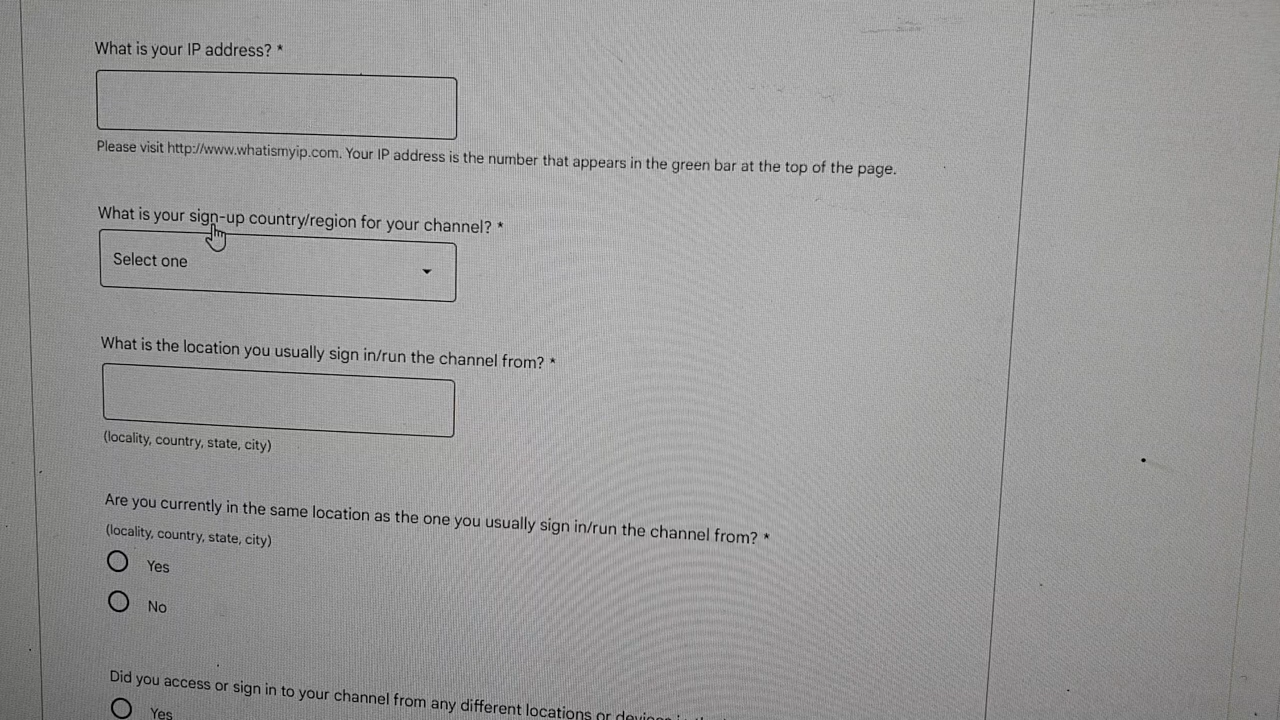 What is your IP address? *
Please visit http://www.whatismyip.com. Your IP address is the number that appears in the green bar at the top of the page.
What is your sign-up country/region for your channel? *
Select one
What is the location you usually sign in/run the channel from? *
(locality, country, state, city)
Are you currently in the same location as the one you usually sign in/run the channel from? *
(locality, country, state, city)
Yes
No
Did you access or sign in to your channel from any different locations or
Yes